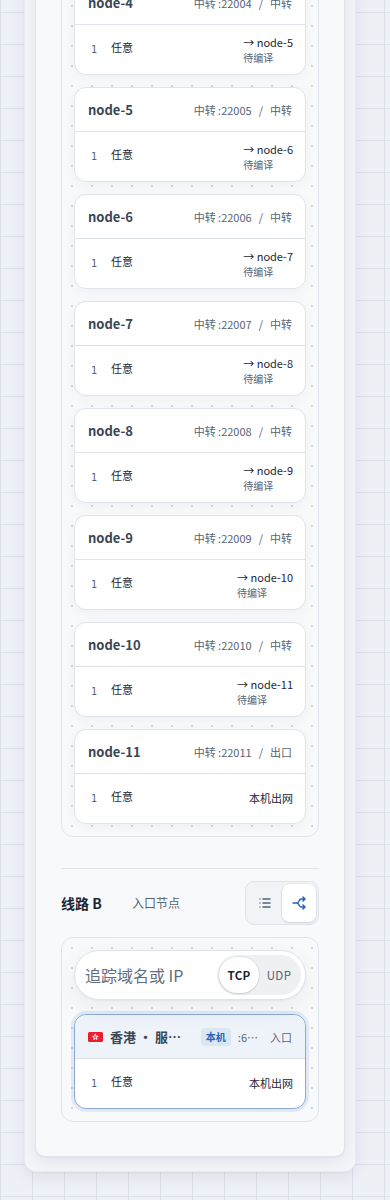 node-4 中转 :22004 / 中转
1 任意 → node-5
待编译
node-5 中转 :22005 / 中转
1 任意 → node-6
待编译
node-6 中转 :22006 / 中转
1 任意 → node-7
待编译
node-7 中转 :22007 / 中转
1 任意 → node-8
待编译
node-8 中转 :22008 / 中转
1 任意 → node-9
待编译
node-9 中转 :22009 / 中转
1 任意 → node-10
待编译
node-10 中转 :22010 / 中转
1 任意 → node-11
待编译
node-11 中转 :22011 / 出口
1 任意 本机出网
线路 B 入口节点
追踪域名或 IP TCP UDP
香港 · 服… 本机 :6… 入口
1 任意 本机出网